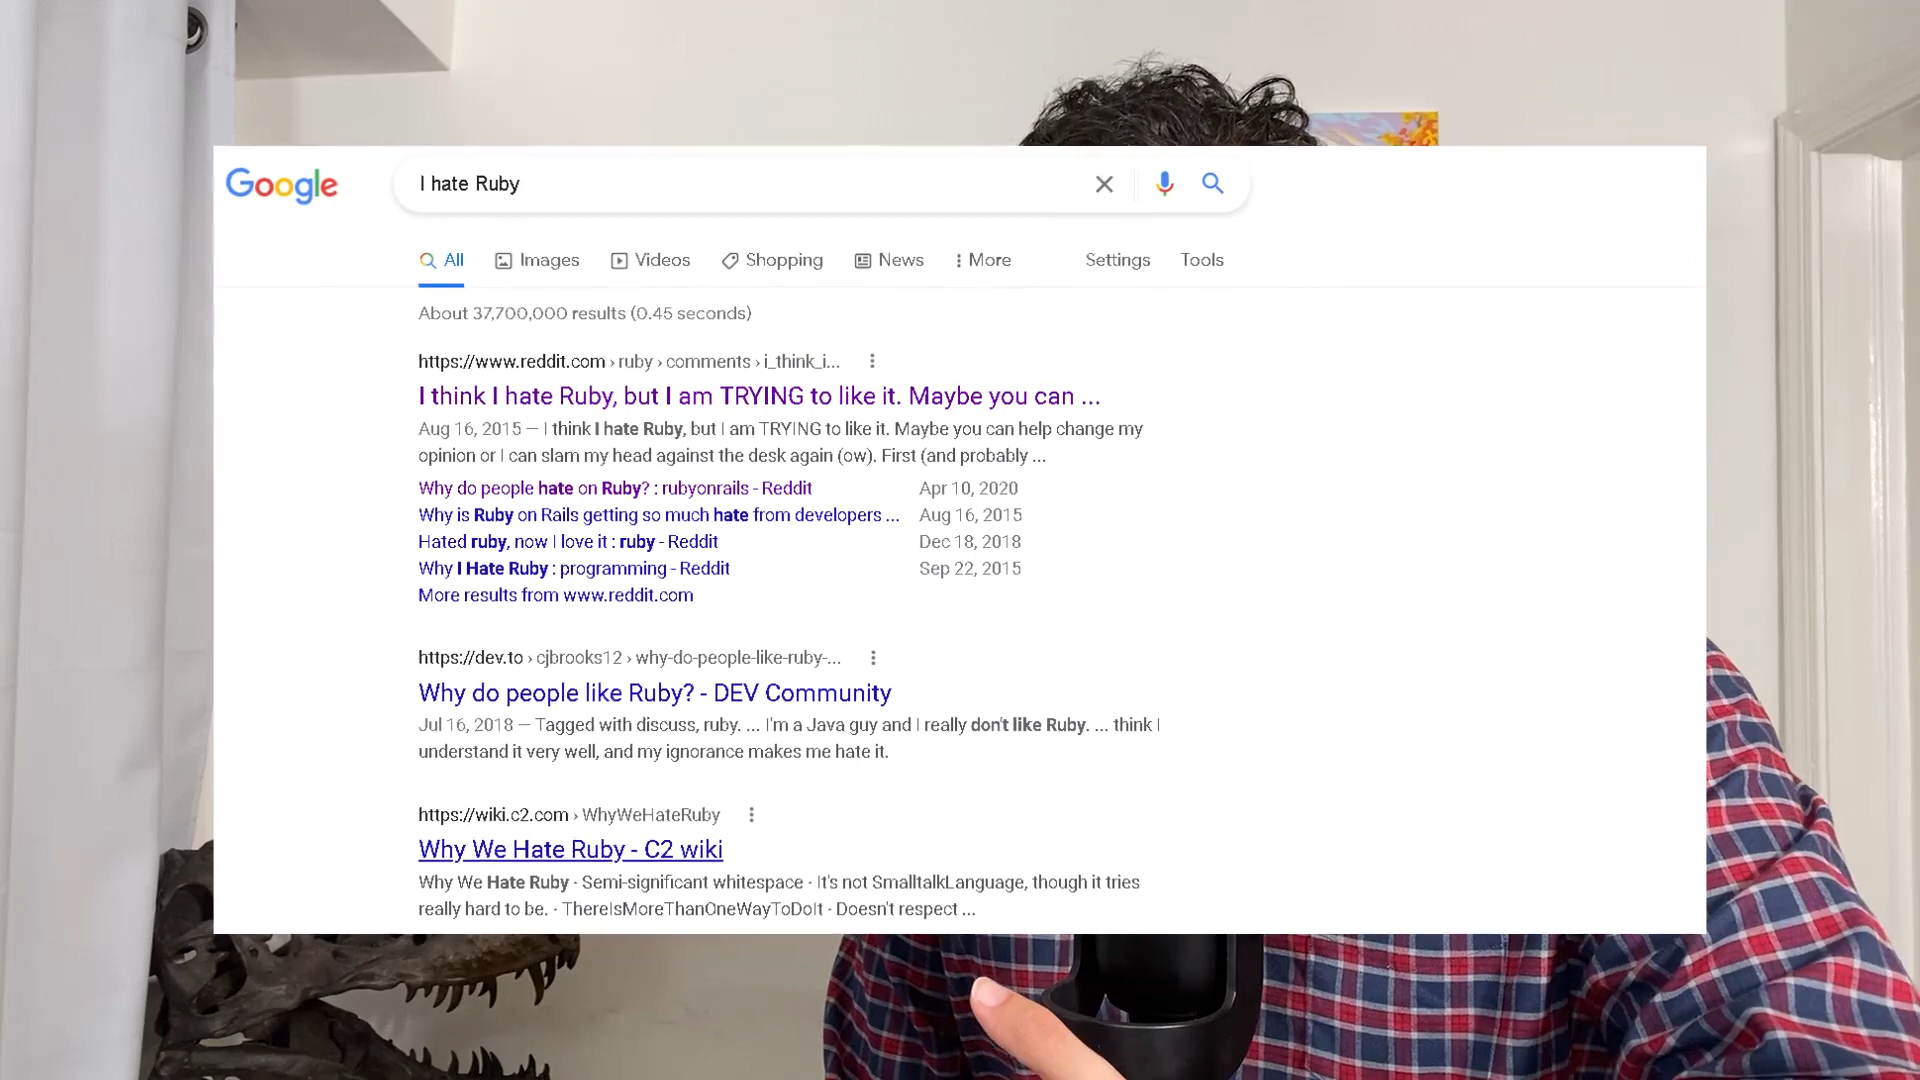 Google
I hate Ruby
All Images Videos Shopping News More Settings Tools
About 37,700,000 results (0.45 seconds)
https://www.reddit.com › ruby › comments › i_think_i...
I think I hate Ruby, but I am TRYING to like it. Maybe you can ...
Aug 16, 2015 — I think I hate Ruby, but I am TRYING to like it. Maybe you can help change my
opinion or I can slam my head against the desk again (ow). First (and probably ...
Why do people hate on Ruby? : rubyonrails - Reddit Apr 10, 2020
Why is Ruby on Rails getting so much hate from developers ... Aug 16, 2015
Hated ruby, now I love it : ruby - Reddit Dec 18, 2018
Why I Hate Ruby : programming - Reddit Sep 22, 2015
More results from www.reddit.com
https://dev.to › cjbrooks12 › why-do-people-like-ruby-...
Why do people like Ruby? - DEV Community
Jul 16, 2018 — Tagged with discuss, ruby. ... I'm a Java guy and I really don't like Ruby. ... think I
understand it very well, and my ignorance makes me hate it.
https://wiki.c2.com › WhyWeHateRuby
Why We Hate Ruby - C2 wiki
Why We Hate Ruby · Semi-significant whitespace · It's not SmalltalkLanguage, though it tries
really hard to be. · ThereIsMoreThanOneWayToDoIt · Doesn't respect ...